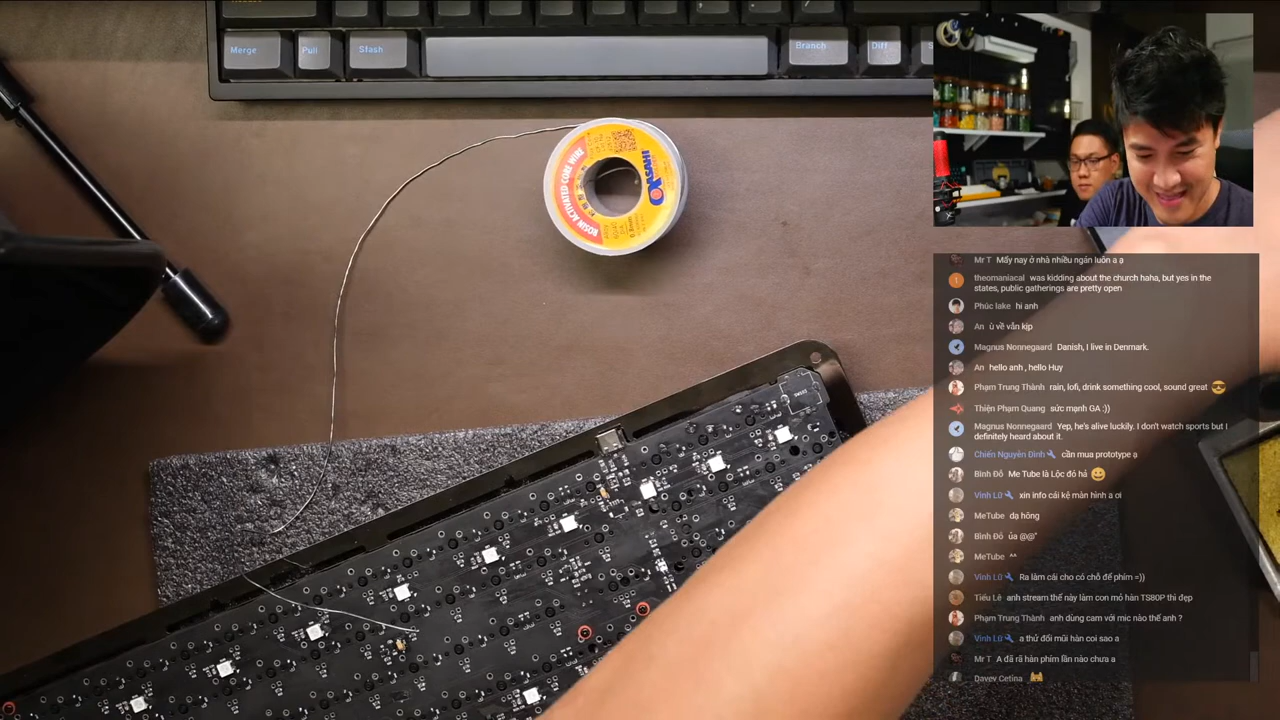 Merge
Pull
Stash
Branch
Diff
ASAHI
ROSIN ACTIVATED CORE WIRE
Mr T Mấy nay ở nhà nhiều ngán luôn a ạ
theomaniacal was kidding about the church haha, but yes in the
states, public gatherings are pretty open
Phúc lake hi anh
An ù về vẫn kịp
Magnus Nonnegaard Danish, I live in Denmark.
An hello anh , hello Huy
Phạm Trung Thành rain, lofi, drink something cool, sound great 😎
Thiện Phạm Quang sức mạnh GA :))
Magnus Nonnegaard Yep, he's alive luckily. I don't watch sports but I
definitely heard about it.
Chiến Nguyễn Đình cần mua prototype ạ
Bình Đỗ Me Tube là Lộc đó hả 😀
Vinh Lữ xin info cái kệ màn hình a ơi
MeTube dạ hông
Bình Đỗ ủa @@"
MeTube ^^
Vinh Lữ Ra làm cái cho có chỗ để phím =))
Tiểu Lê anh stream thế này làm con mỏ hàn TS80P thì đẹp
Phạm Trung Thành anh dùng cam với mic nào thế anh ?
Vinh Lữ a thử đổi mũi hàn coi sao a
Mr T A đã rã hàn phím lần nào chưa a
Davey Cetina